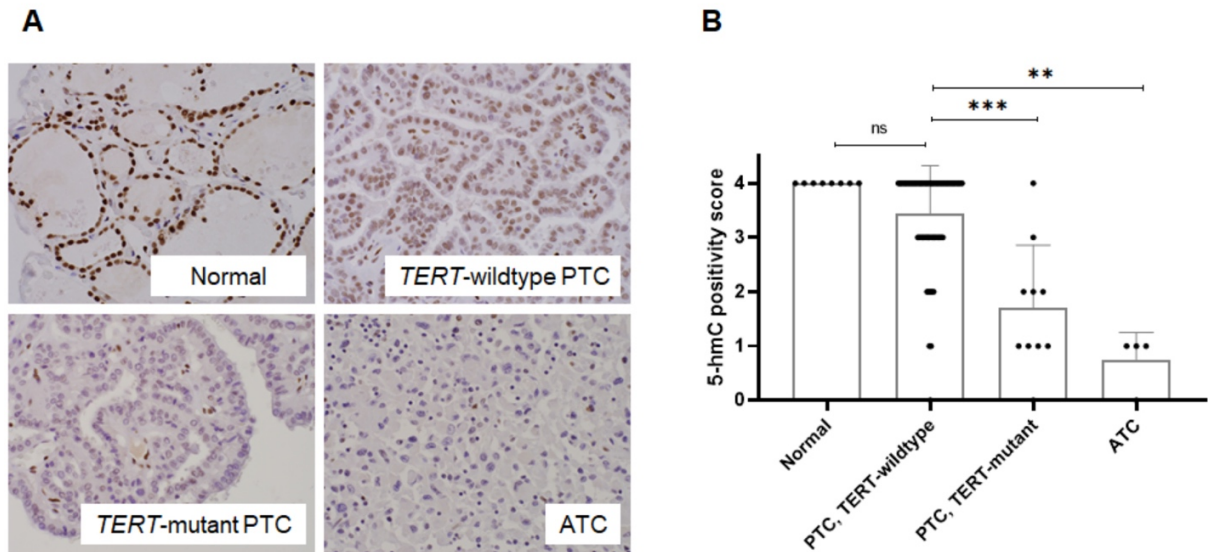 A
Normal
TERT-wildtype PTC
TERT-mutant PTC
ATC
B
**
***
ns
5-hmC positivity score
4
3
2
1
0
Normal
PTC, TERT-wildtype
PTC, TERT-mutant
ATC